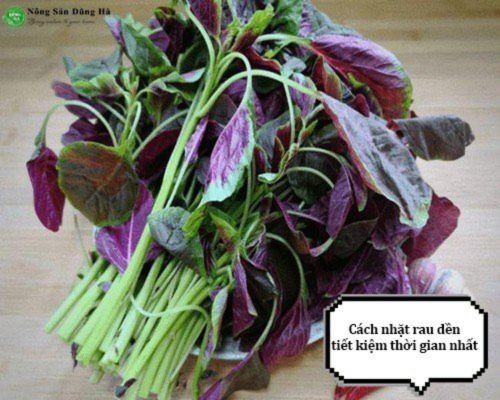 Nông Sản Dũng Hà
Cách nhặt rau dền
tiết kiệm thời gian nhất